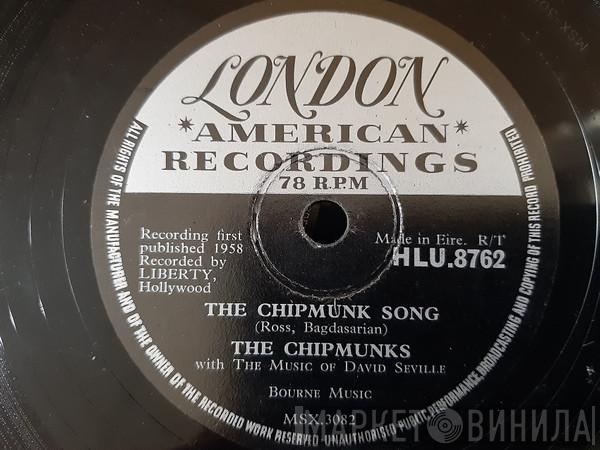 LONDON
*AMERICAN*
RECORDINGS
78 R.P.M
Recording first
published 1958
Recorded by
LIBERTY,
Hollywood
Made in Eire. R/T
HLU.8762
THE CHIPMUNK SONG
(Ross, Bagdasarian)
THE CHIPMUNKS
with THE MUSIC OF DAVID SEVILLE
BOURNE MUSIC
MSX.3082
ALL RIGHTS OF THE MANUFACTURER AND OF THE OWNER OF THE RECORDED WORK RESERVED · UNAUTHORISED PUBLIC PERFORMANCE, BROADCASTING AND COPYING OF THIS RECORD PROHIBITED
МАРКЕТОВИНИЛА